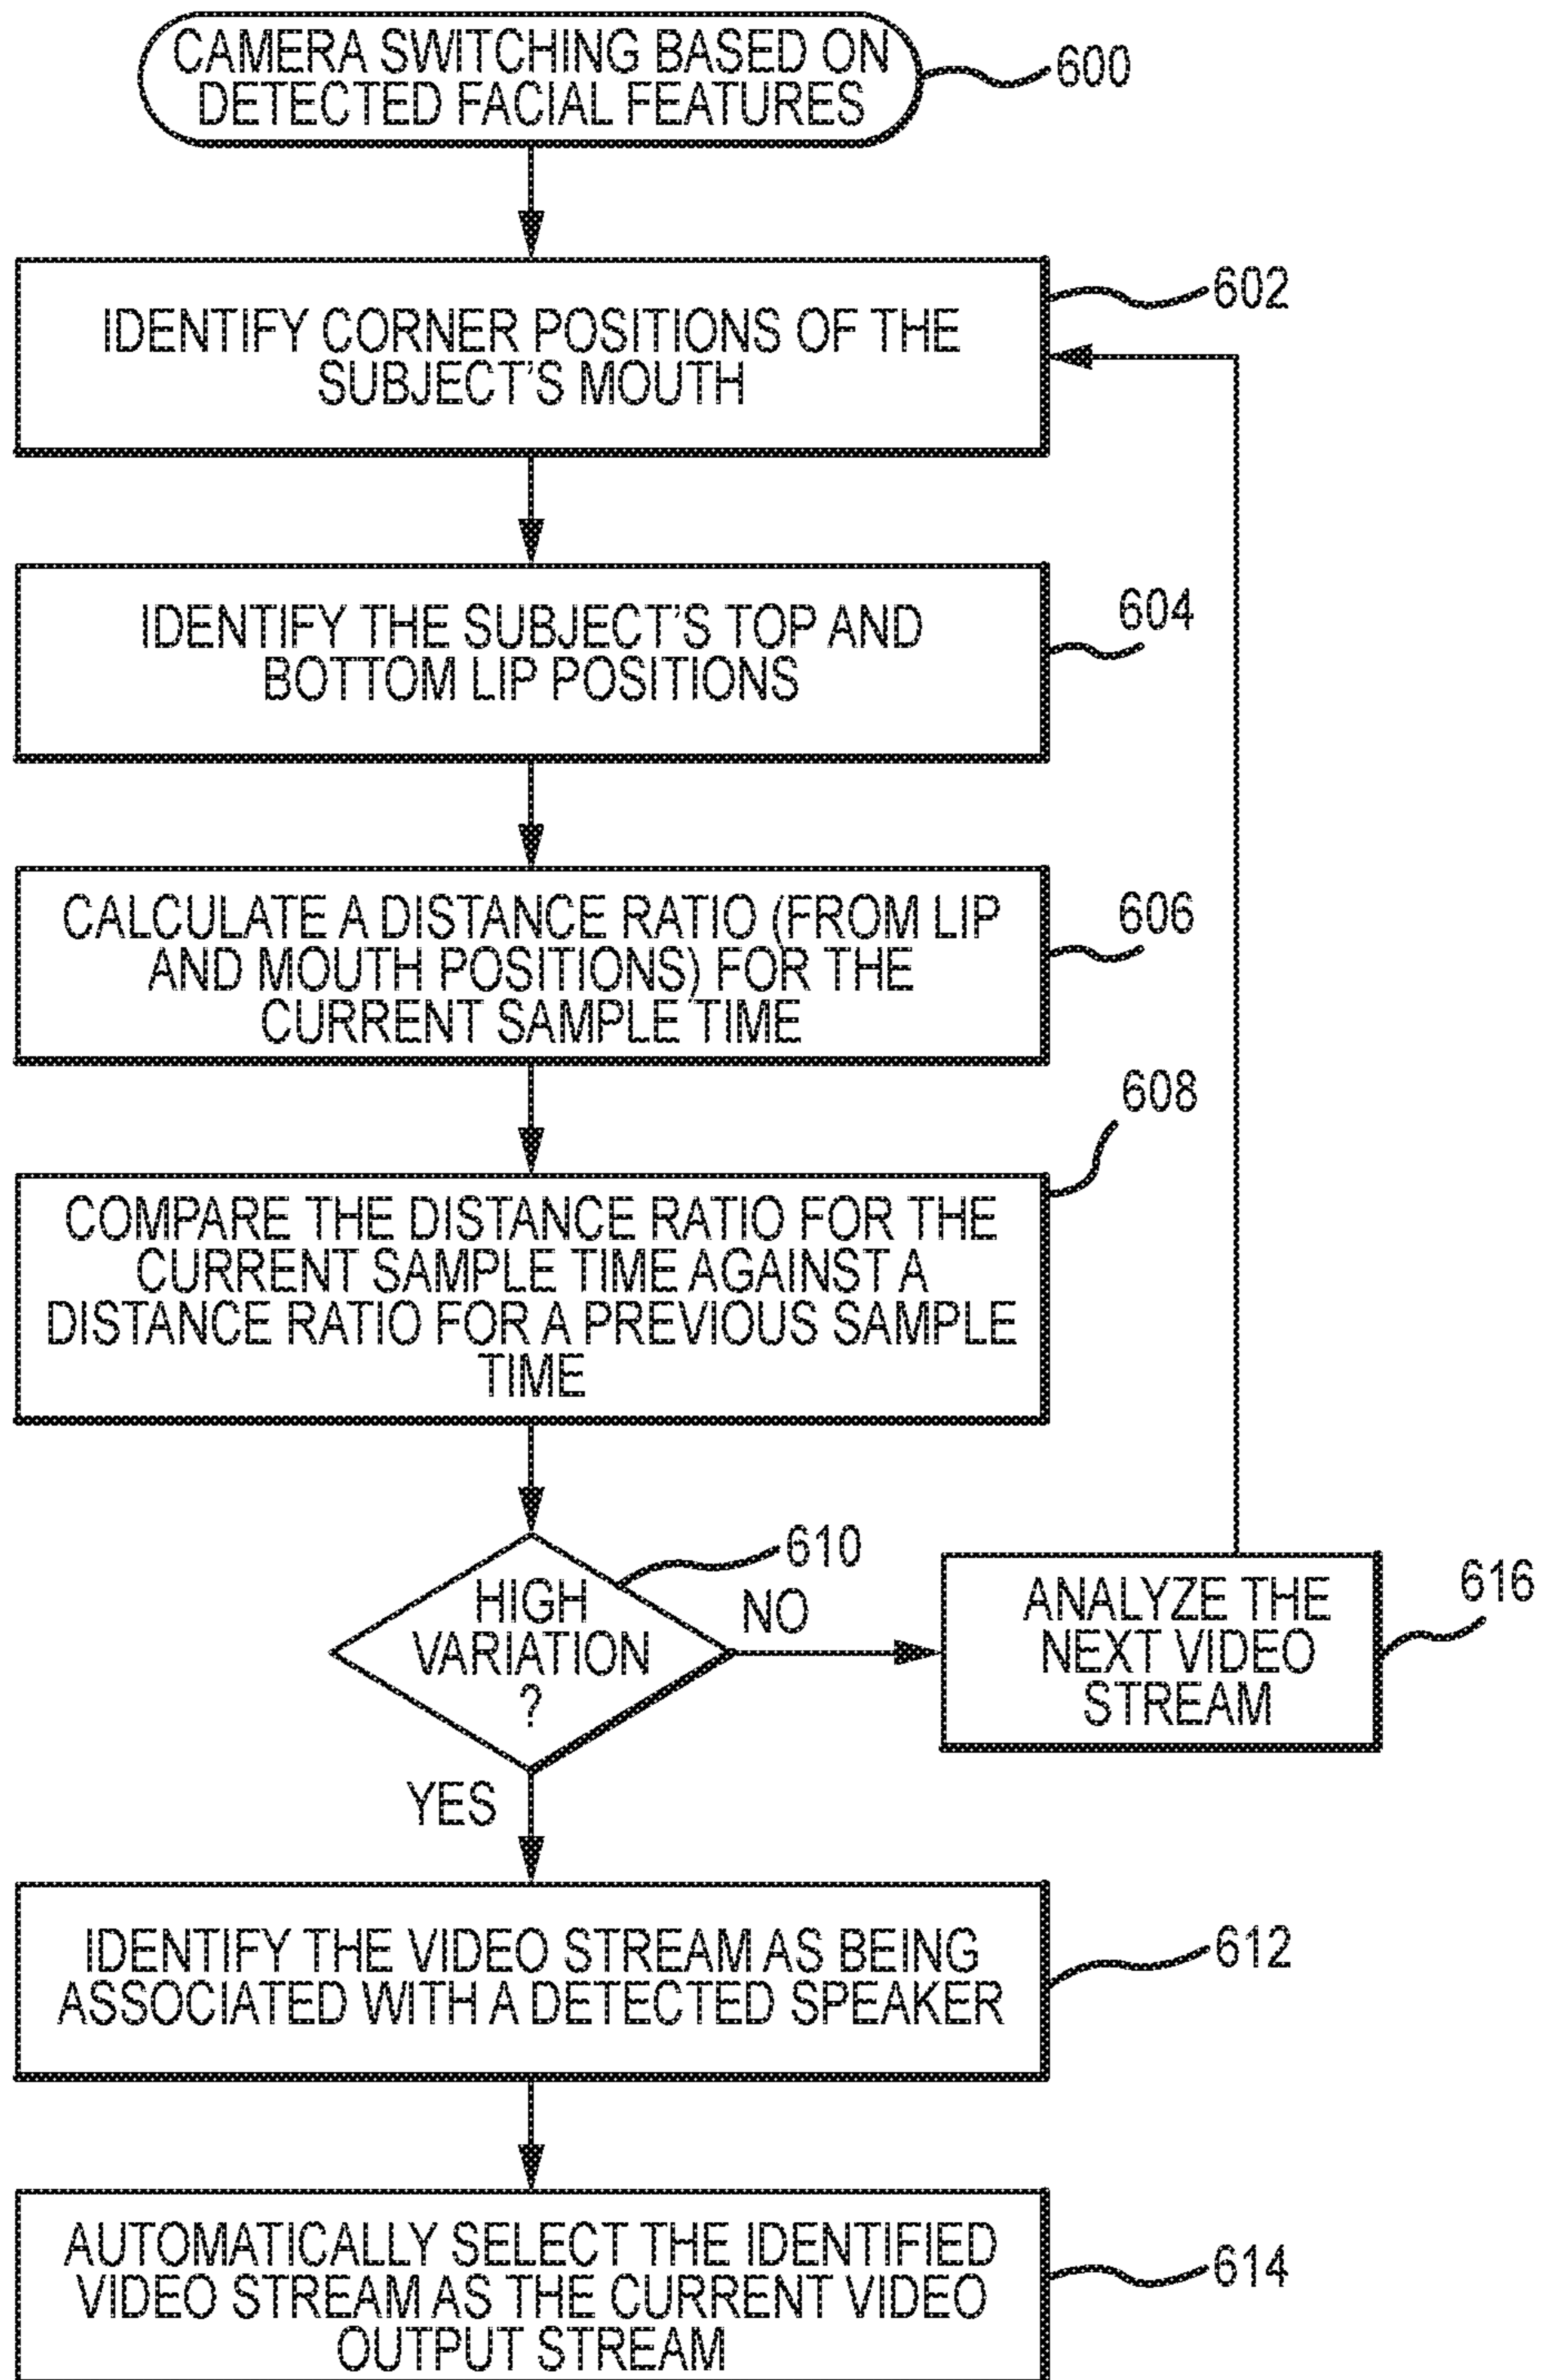 CAMERA SWITCHING BASED ON
DETECTED FACIAL FEATURES
600
602
IDENTIFY CORNER POSITIONS OF THE
SUBJECT'S MOUTH
604
IDENTIFY THE SUBJECT'S TOP AND
BOTTOM LIP POSITIONS
606
CALCULATE A DISTANCE RATIO (FROM LIP
AND MOUTH POSITIONS) FOR THE
CURRENT SAMPLE TIME
608
COMPARE THE DISTANCE RATIO FOR THE
CURRENT SAMPLE TIME AGAINST A
DISTANCE RATIO FOR A PREVIOUS SAMPLE
TIME
610
HIGH
VARIATION
?
NO
ANALYZE THE
NEXT VIDEO
STREAM
616
YES
IDENTIFY THE VIDEO STREAM AS BEING
ASSOCIATED WITH A DETECTED SPEAKER
612
AUTOMATICALLY SELECT THE IDENTIFIED
VIDEO STREAM AS THE CURRENT VIDEO
OUTPUT STREAM
614